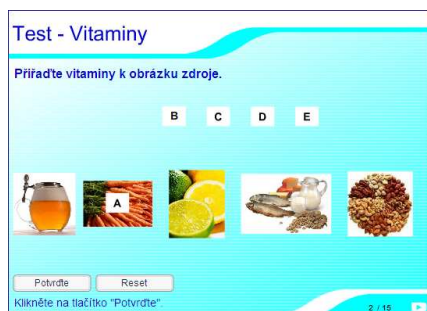 Test - Vitaminy
Přiřaďte vitaminy k obrázku zdroje.
B C D E
A
Potvrďte Reset
Klikněte na tlačítko "Potvrďte".
2 / 15